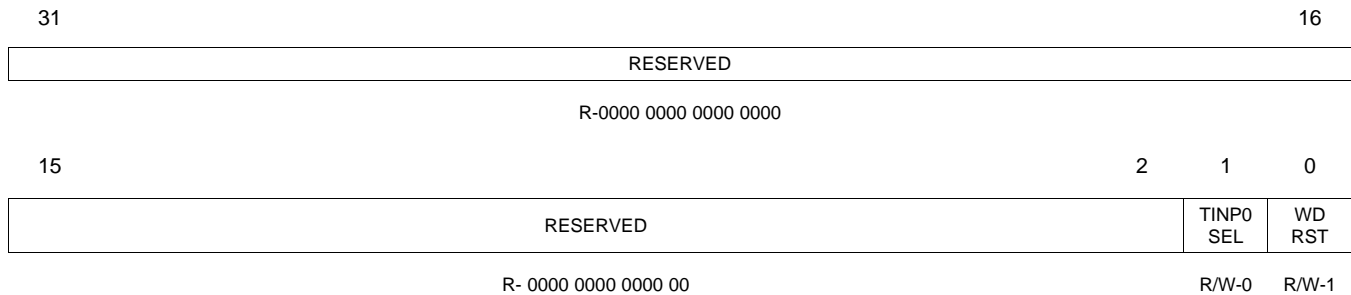 31 16
RESERVED
R-0000 0000 0000 0000
15 2 1 0
RESERVED TINP0 SEL WD RST
R- 0000 0000 0000 00 R/W-0 R/W-1